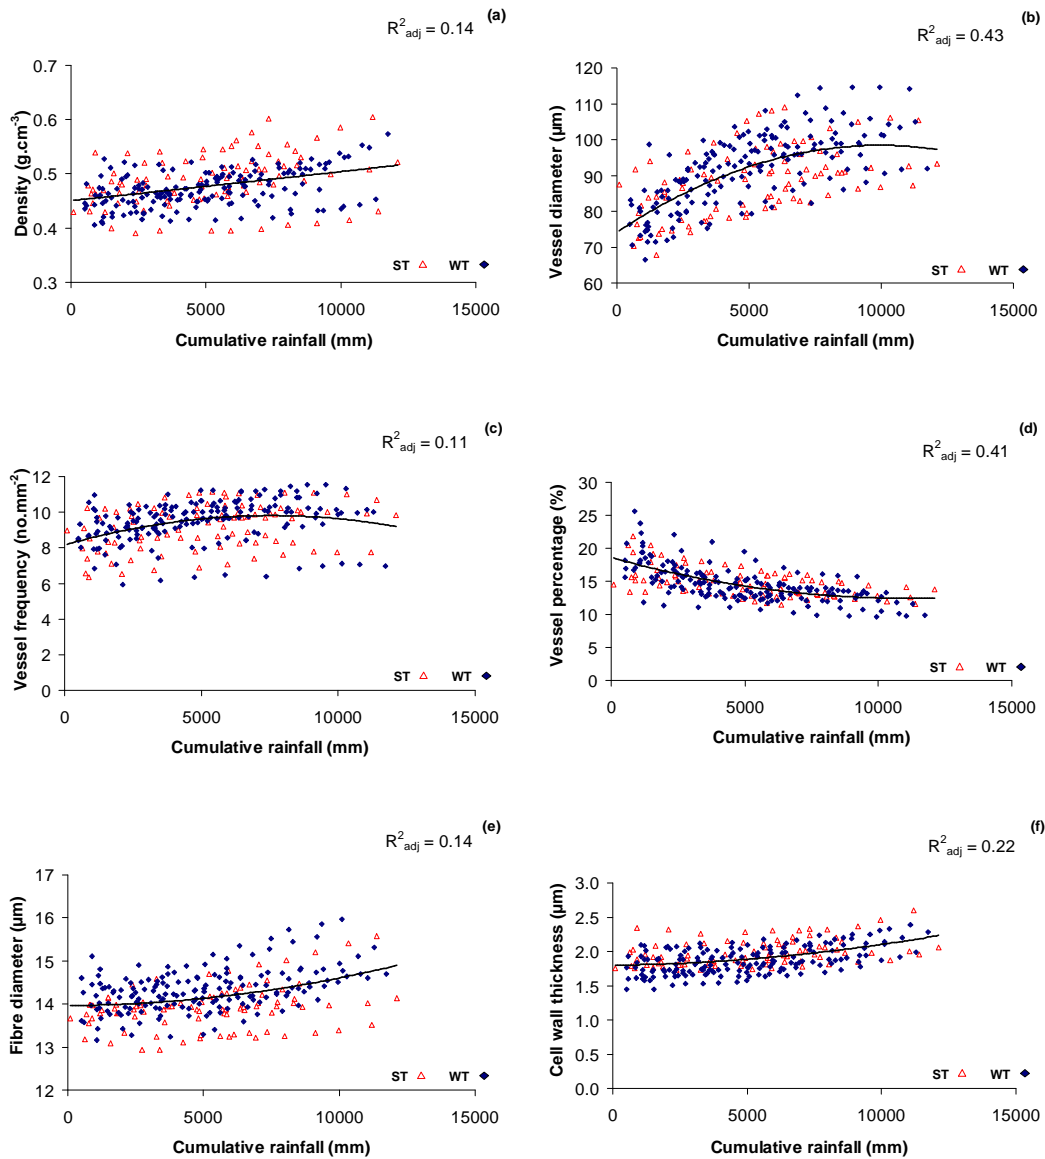 (a)
R²adj = 0.14
0.7
0.6
0.5
0.4
0.3
Density (g.cm⁻³)
ST WT
0 5000 10000 15000
Cumulative rainfall (mm)
(b)
R²adj = 0.43
120
110
100
90
80
70
60
Vessel diameter (µm)
ST WT
0 5000 10000 15000
Cumulative rainfall (mm)
(c)
R²adj = 0.11
12
10
8
6
4
2
0
Vessel frequency (no.mm⁻²)
ST WT
0 5000 10000 15000
Cumulative rainfall (mm)
(d)
R²adj = 0.41
30
25
20
15
10
5
0
Vessel percentage (%)
ST WT
0 5000 10000 15000
Cumulative rainfall (mm)
(e)
R²adj = 0.14
17
16
15
14
13
12
Fibre diameter (µm)
ST WT
0 5000 10000 15000
Cumulative rainfall (mm)
(f)
R²adj = 0.22
3.0
2.5
2.0
1.5
1.0
0.5
0.0
Cell wall thickness (µm)
ST WT
0 5000 10000 15000
Cumulative rainfall (mm)